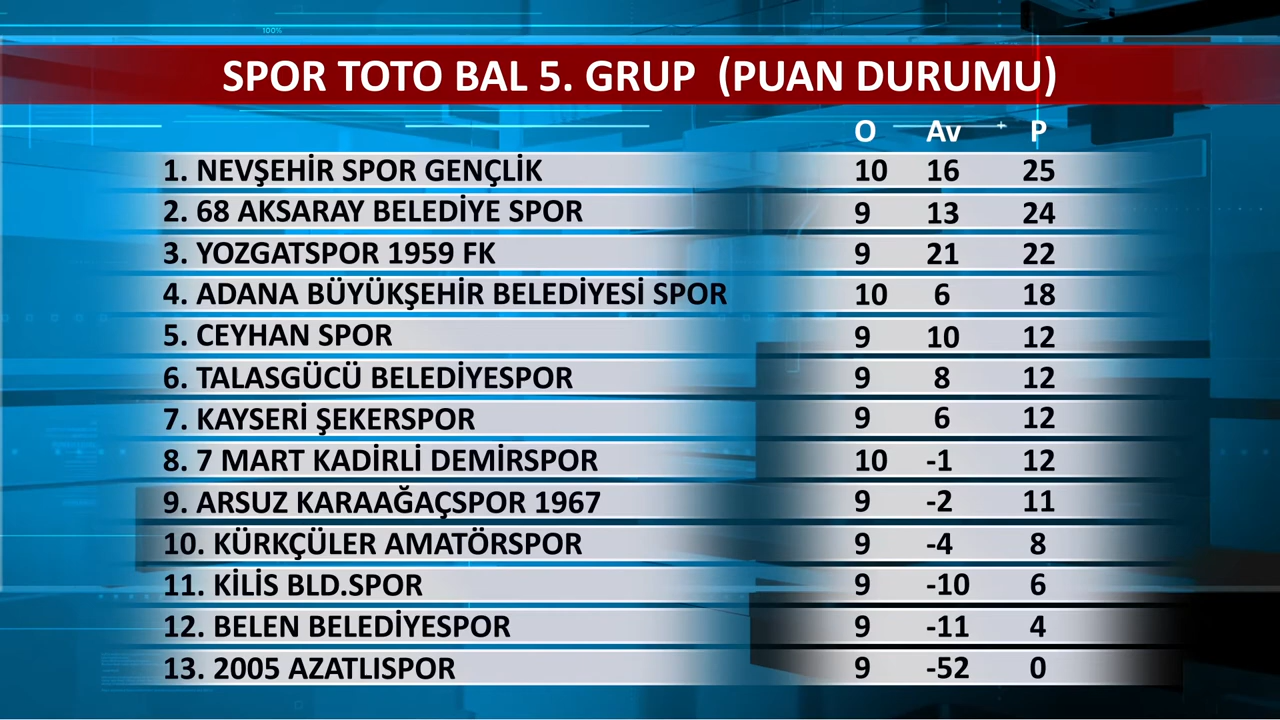 100%
SPOR TOTO BAL 5. GRUP (PUAN DURUMU)
O Av P
1. NEVŞEHİR SPOR GENÇLİK 10 16 25
2. 68 AKSARAY BELEDİYE SPOR 9 13 24
3. YOZGATSPOR 1959 FK 9 21 22
4. ADANA BÜYÜKŞEHİR BELEDİYESİ SPOR 10 6 18
5. CEYHAN SPOR 9 10 12
6. TALASGÜCÜ BELEDİYESPOR 9 8 12
7. KAYSERİ ŞEKERSPOR 9 6 12
8. 7 MART KADİRLİ DEMİRSPOR 10 -1 12
9. ARSUZ KARAAĞAÇSPOR 1967 9 -2 11
10. KÜRKÇÜLER AMATÖRSPOR 9 -4 8
11. KİLİS BLD.SPOR 9 -10 6
12. BELEN BELEDİYESPOR 9 -11 4
13. 2005 AZATLISPOR 9 -52 0